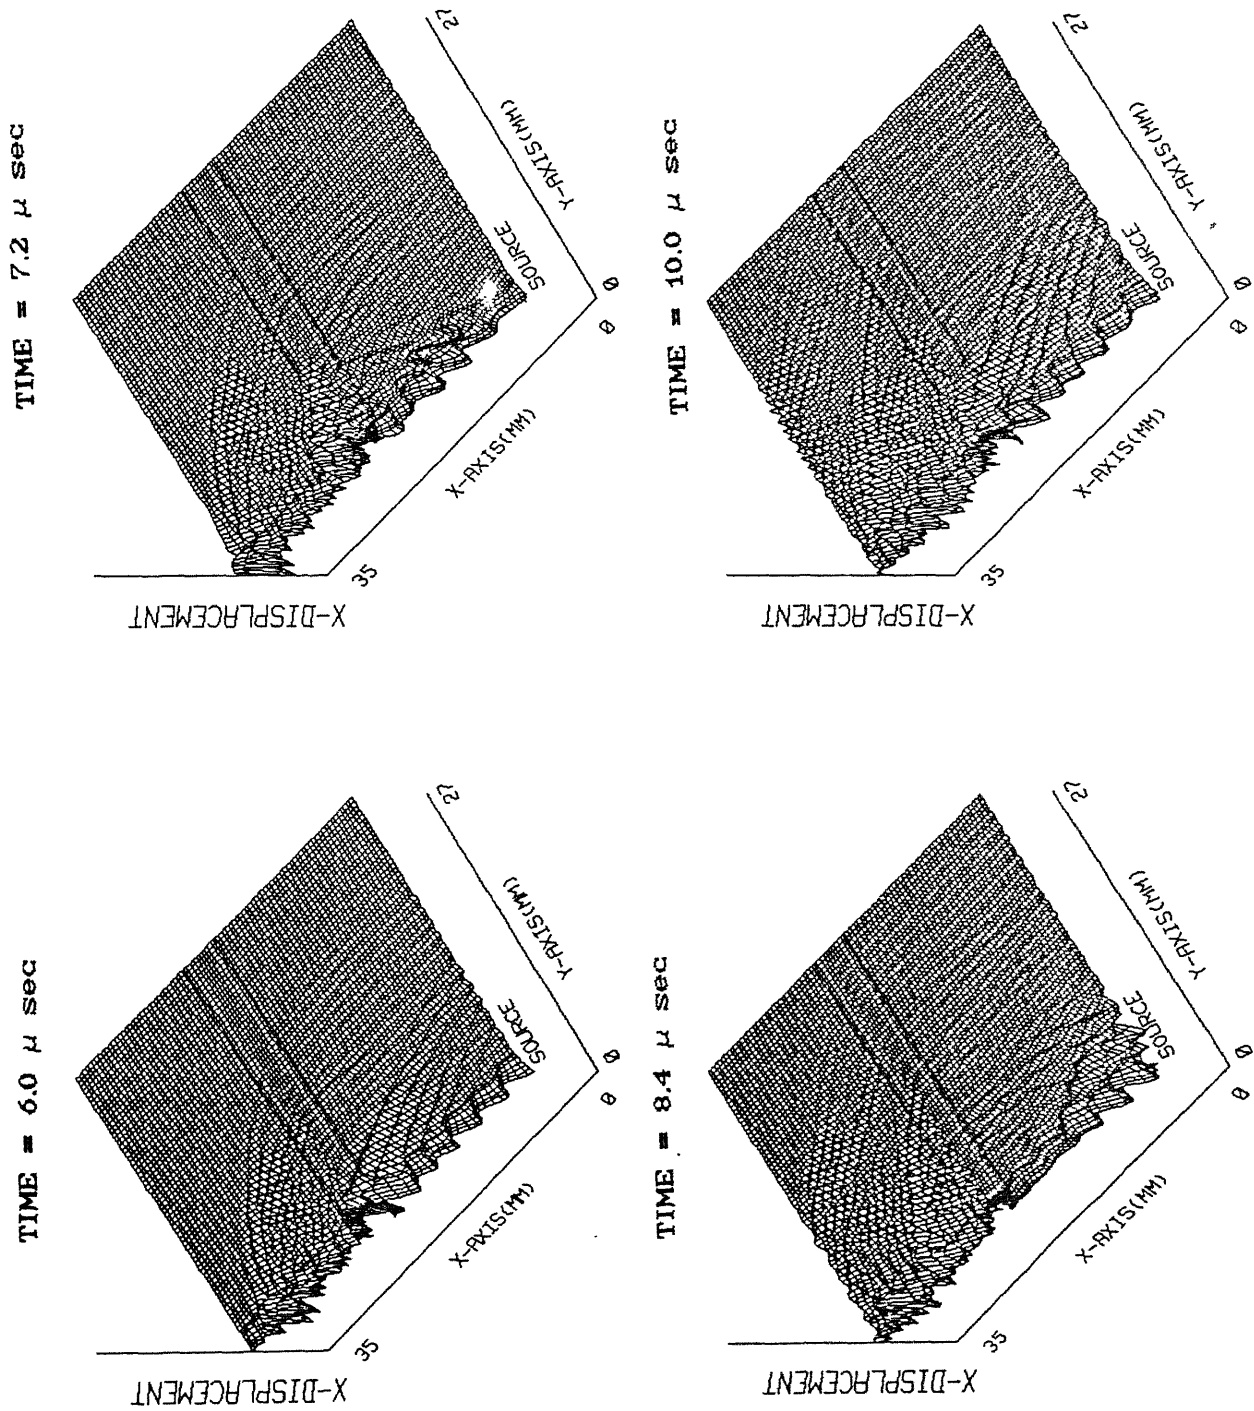 TIME = 6.0 μ sec
X-DISPLACEMENT
35
X-AXIS(MM)
0
0
SOURCE
Y-AXIS(MM)
27
TIME = 7.2 μ sec
X-DISPLACEMENT
35
X-AXIS(MM)
0
0
SOURCE
Y-AXIS(MM)
27
TIME = 8.4 μ sec
X-DISPLACEMENT
35
X-AXIS(MM)
0
0
SOURCE
Y-AXIS(MM)
27
TIME = 10.0 μ sec
X-DISPLACEMENT
35
X-AXIS(MM)
0
0
SOURCE
Y-AXIS(MM)
27